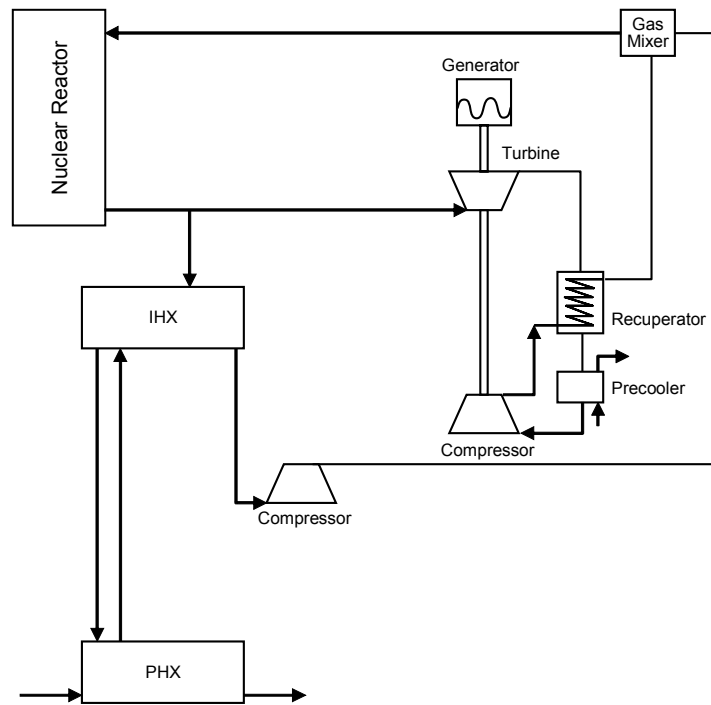 Gas
Mixer
Nuclear Reactor
Generator
Turbine
IHX
Recuperator
Precooler
Compressor
Compressor
PHX